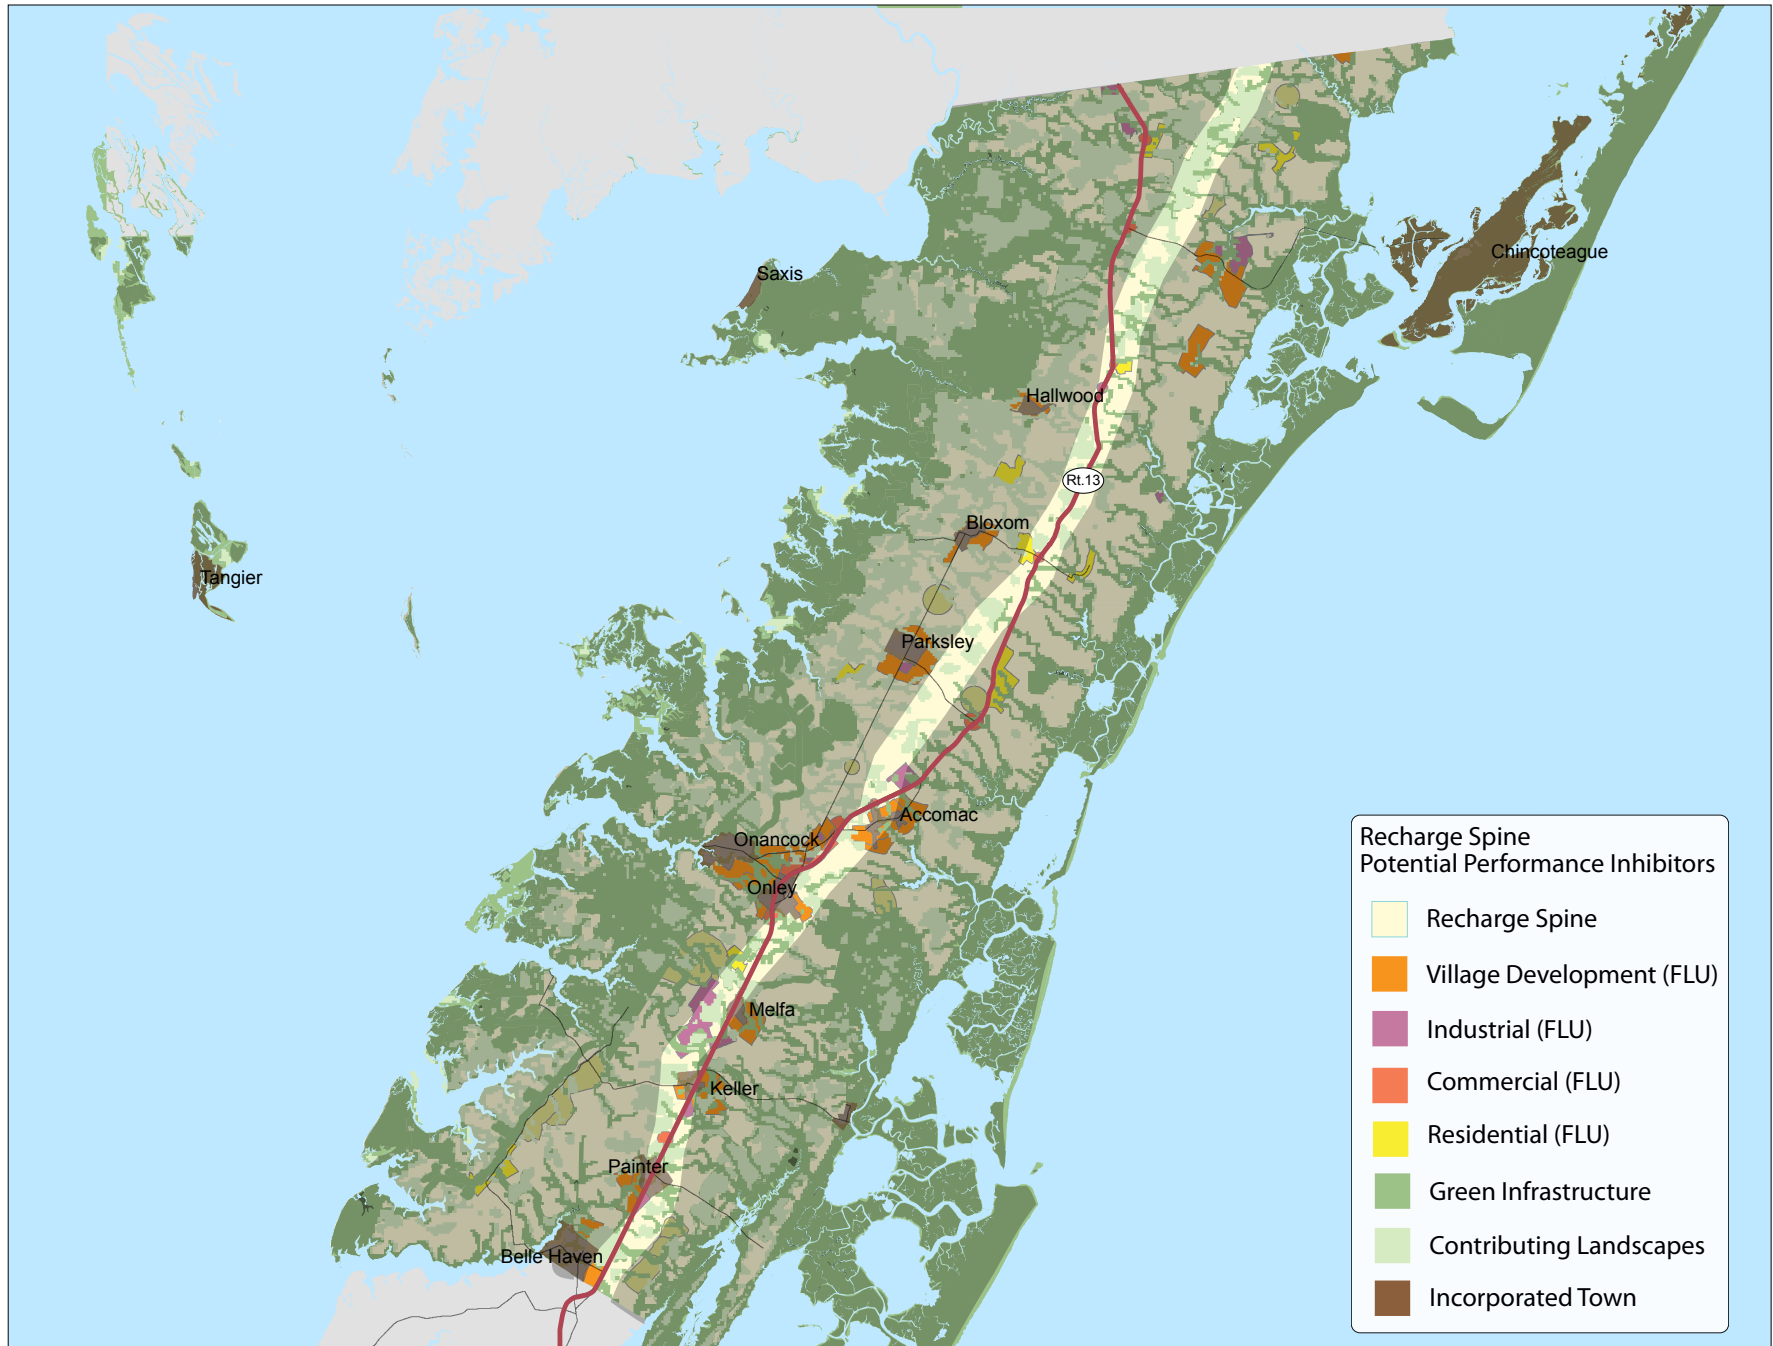 Saxis
Chincoteague
Hallwood
Rt.13
Bloxom
Tangier
Parksley
Accomac
Onancock
Onley
Melfa
Keller
Painter
Belle Haven
Recharge Spine
Potential Performance Inhibitors
Recharge Spine
Village Development (FLU)
Industrial (FLU)
Commercial (FLU)
Residential (FLU)
Green Infrastructure
Contributing Landscapes
Incorporated Town